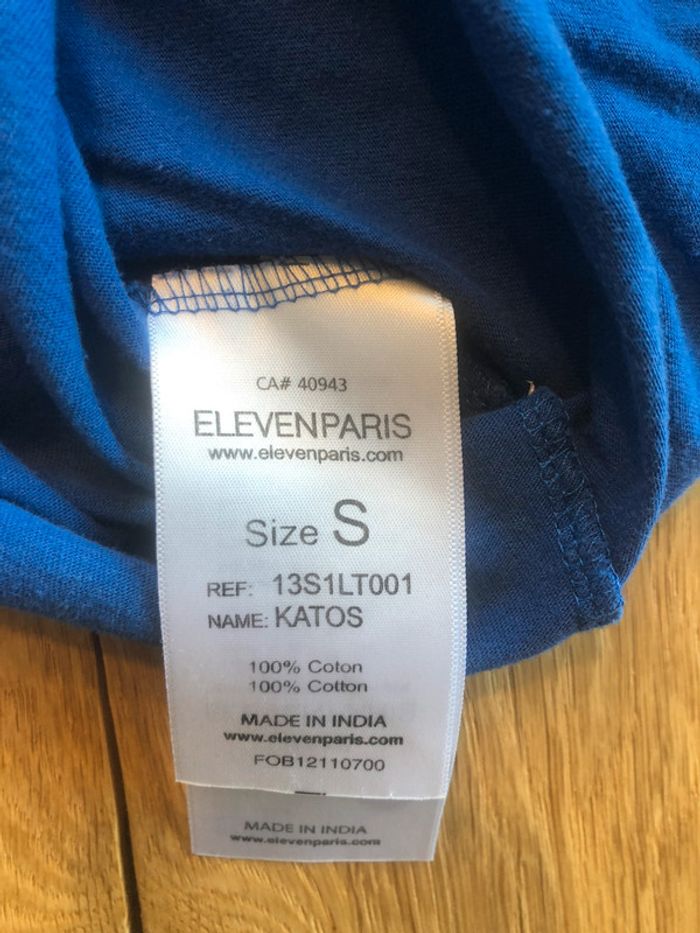 CA# 40943
ELEVENPARIS
www.elevenparis.com
Size S
REF: 13S1LT001
NAME: KATOS
100% Coton
100% Cotton
MADE IN INDIA
www.elevenparis.com
FOB12110700
MADE IN INDIA
www.elevenparis.com